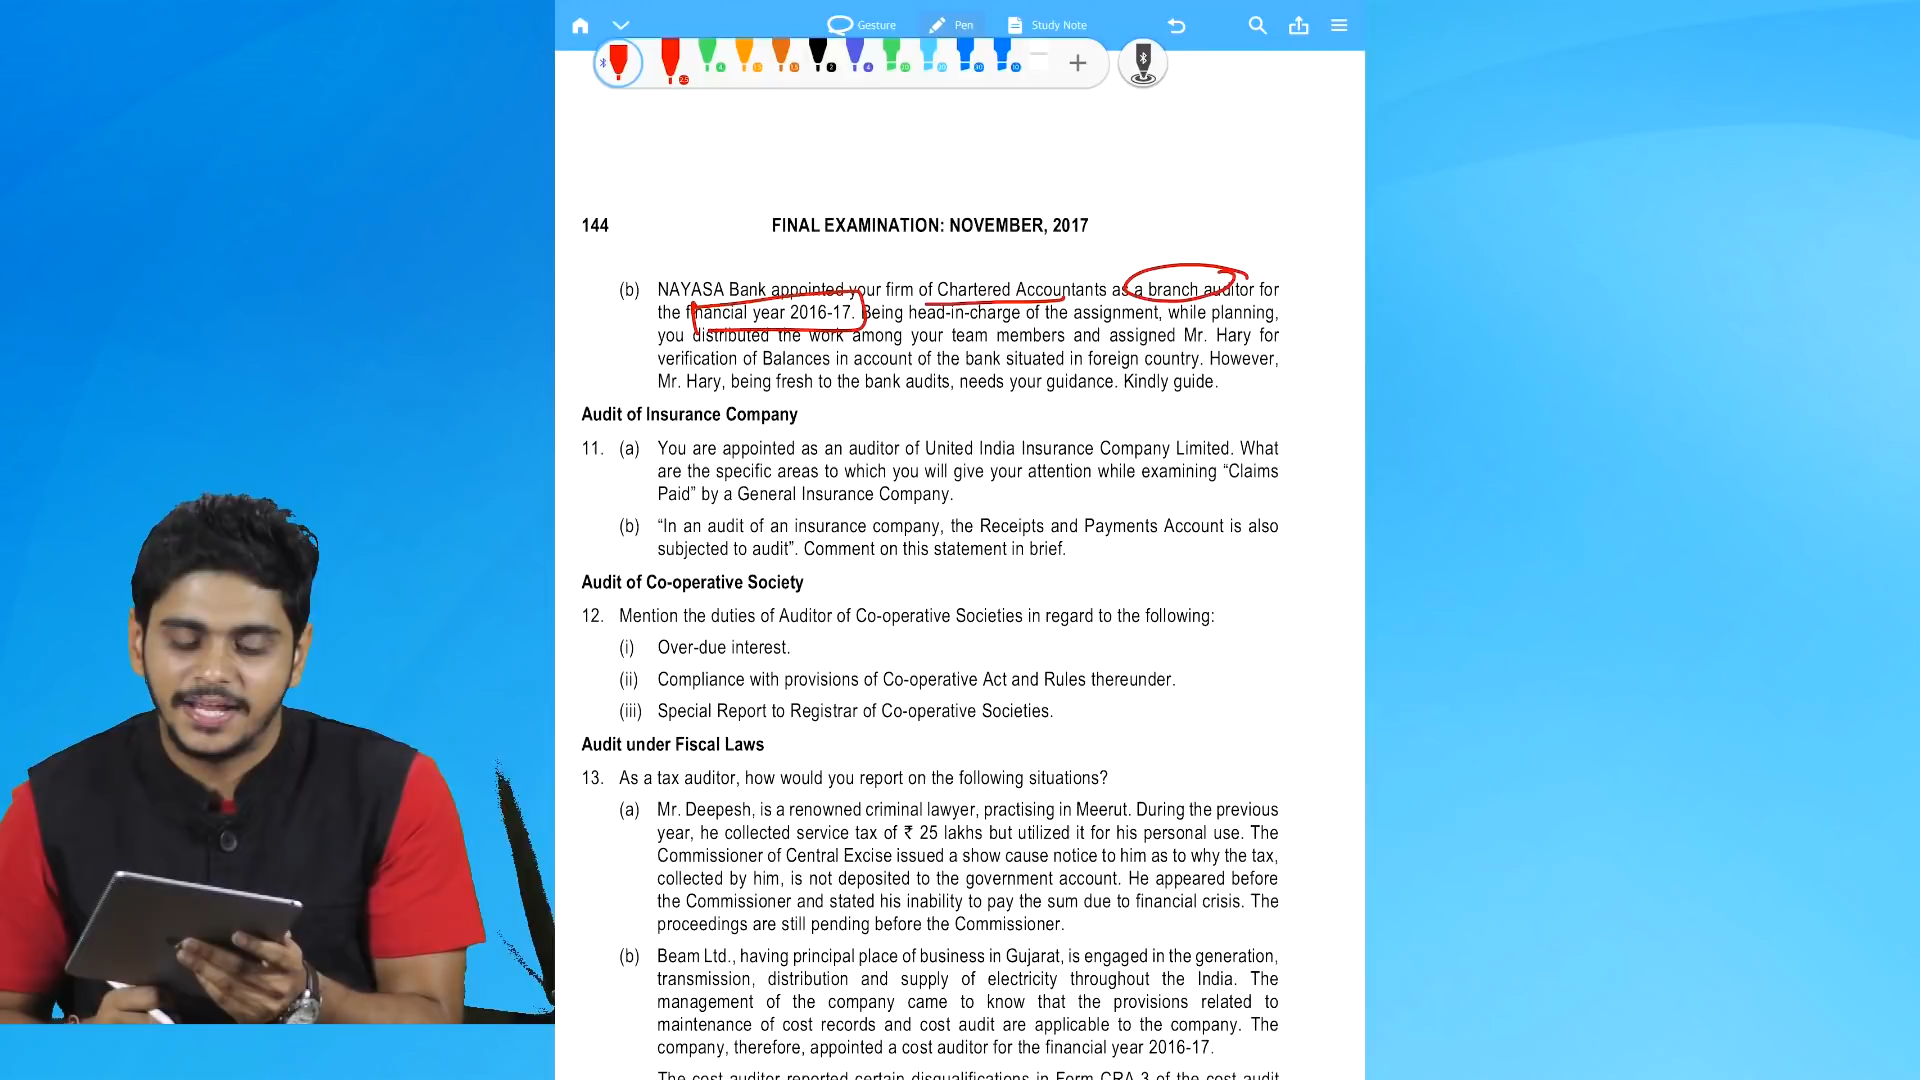 Gesture Pen Study Note
144 FINAL EXAMINATION: NOVEMBER, 2017
(b) NAYASA Bank appointed your firm of Chartered Accountants as a branch auditor for
the financial year 2016-17. Being head-in-charge of the assignment, while planning,
you distributed the work among your team members and assigned Mr. Hary for
verification of Balances in account of the bank situated in foreign country. However,
Mr. Hary, being fresh to the bank audits, needs your guidance. Kindly guide.
Audit of Insurance Company
11. (a) You are appointed as an auditor of United India Insurance Company Limited. What
are the specific areas to which you will give your attention while examining “Claims
Paid” by a General Insurance Company.
(b) “In an audit of an insurance company, the Receipts and Payments Account is also
subjected to audit”. Comment on this statement in brief.
Audit of Co-operative Society
12. Mention the duties of Auditor of Co-operative Societies in regard to the following:
(i) Over-due interest.
(ii) Compliance with provisions of Co-operative Act and Rules thereunder.
(iii) Special Report to Registrar of Co-operative Societies.
Audit under Fiscal Laws
13. As a tax auditor, how would you report on the following situations?
(a) Mr. Deepesh, is a renowned criminal lawyer, practising in Meerut. During the previous
year, he collected service tax of ₹ 25 lakhs but utilized it for his personal use. The
Commissioner of Central Excise issued a show cause notice to him as to why the tax,
collected by him, is not deposited to the government account. He appeared before
the Commissioner and stated his inability to pay the sum due to financial crisis. The
proceedings are still pending before the Commissioner.
(b) Beam Ltd., having principal place of business in Gujarat, is engaged in the generation,
transmission, distribution and supply of electricity throughout the India. The
management of the company came to know that the provisions related to
maintenance of cost records and cost audit are applicable to the company. The
company, therefore, appointed a cost auditor for the financial year 2016-17.
The cost auditor reported certain disqualifications in Form CRA-3 of the cost audit